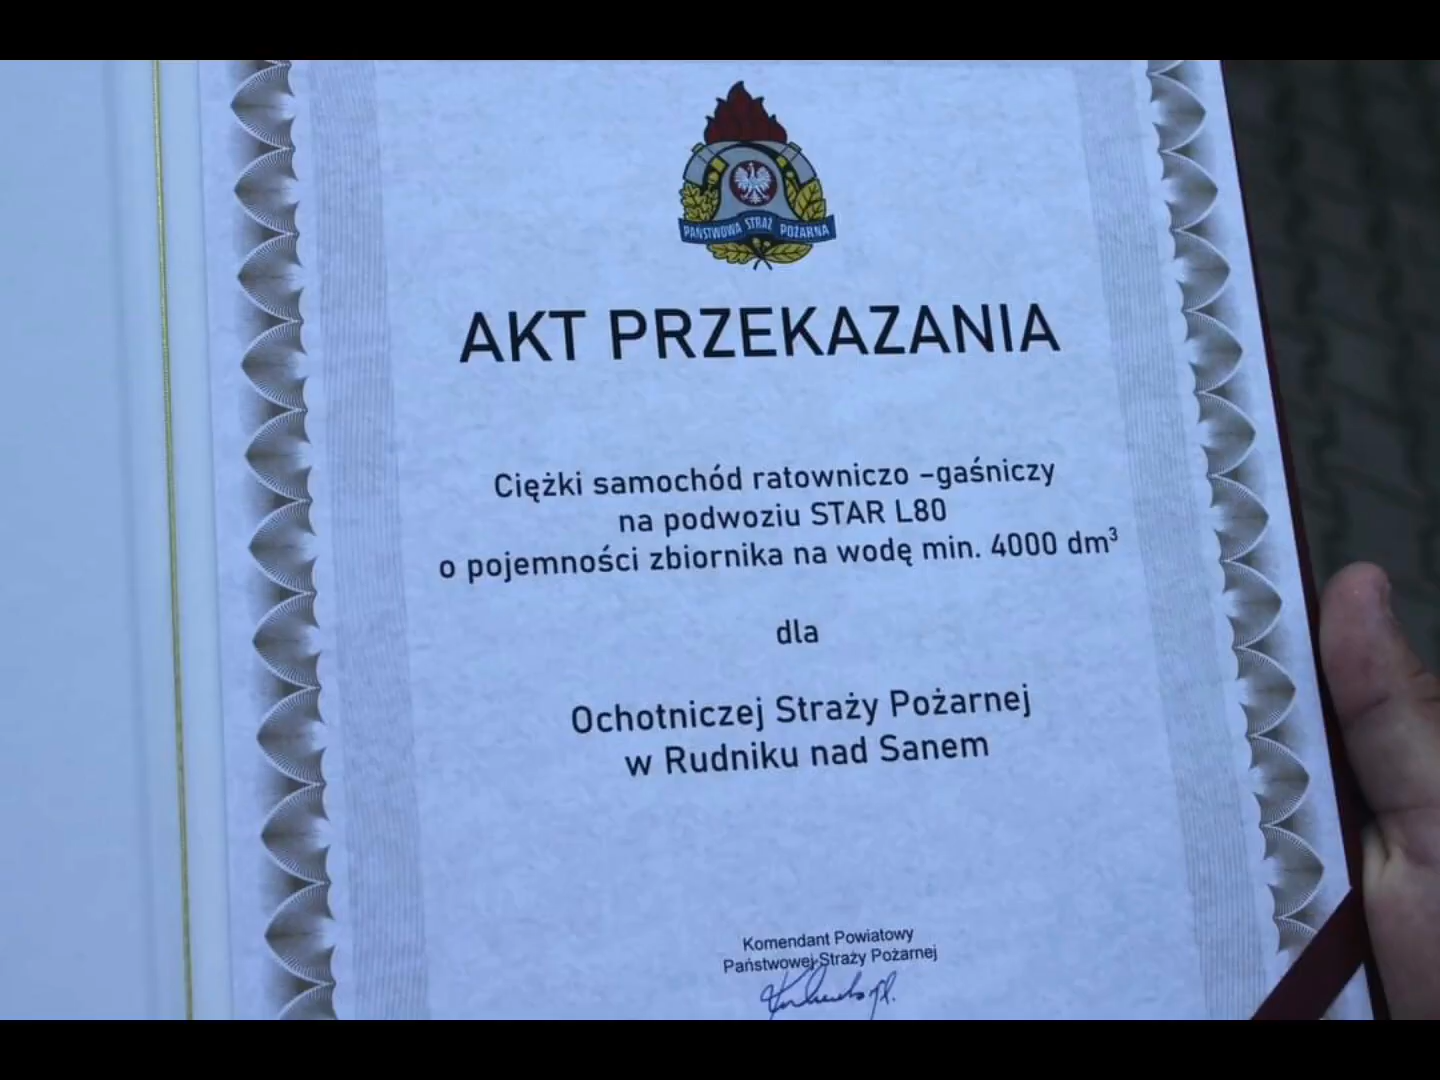 PAŃSTWOWA STRAŻ POŻARNA
AKT PRZEKAZANIA
Ciężki samochód ratowniczo –gaśniczy
na podwoziu STAR L80
o pojemności zbiornika na wodę min. 4000 dm³
dla
Ochotniczej Straży Pożarnej
w Rudniku nad Sanem
Komendant Powiatowy
Państwowej Straży Pożarnej